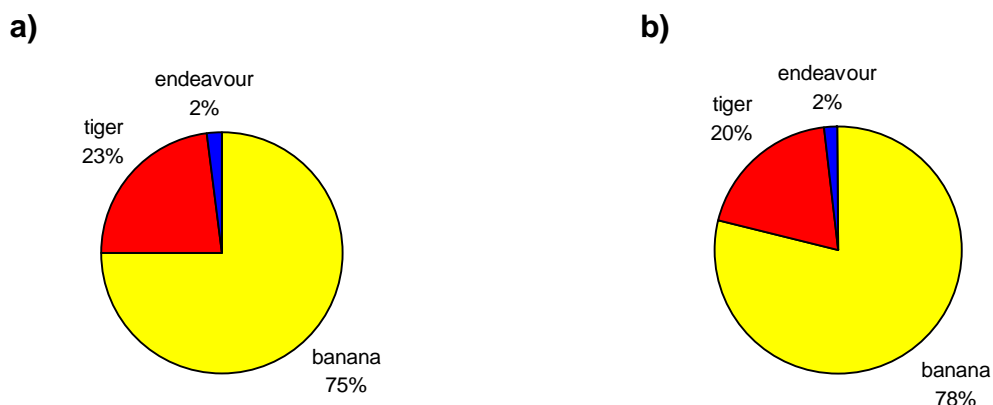 a)
endeavour
2%
tiger
23%
banana
75%
b)
endeavour
2%
tiger
20%
banana
78%